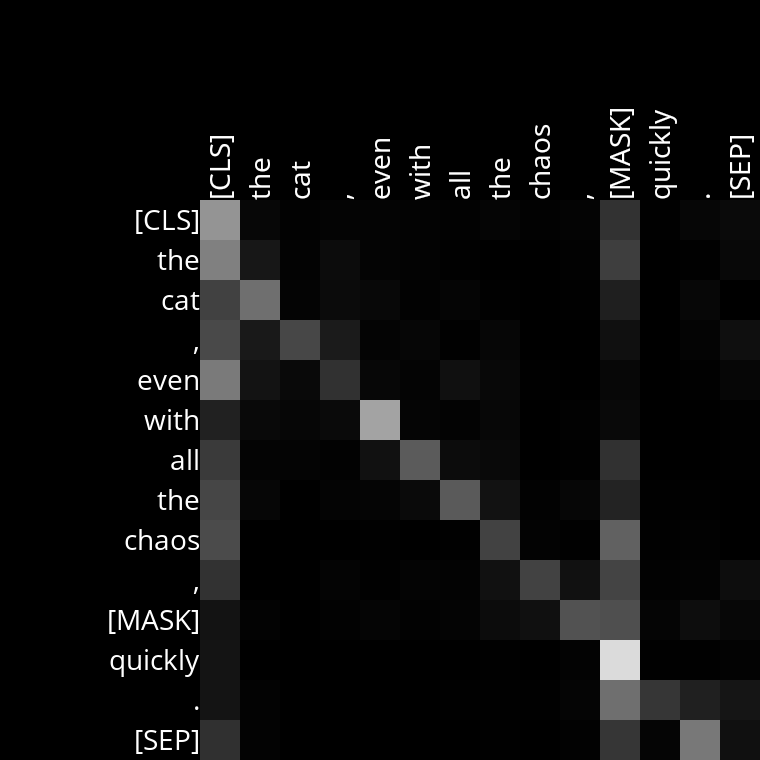 [CLS] the cat , even with all the chaos , [MASK] quickly . [SEP]
[CLS]
the
cat
,
even
with
all
the
chaos
,
[MASK]
quickly
.
[SEP]